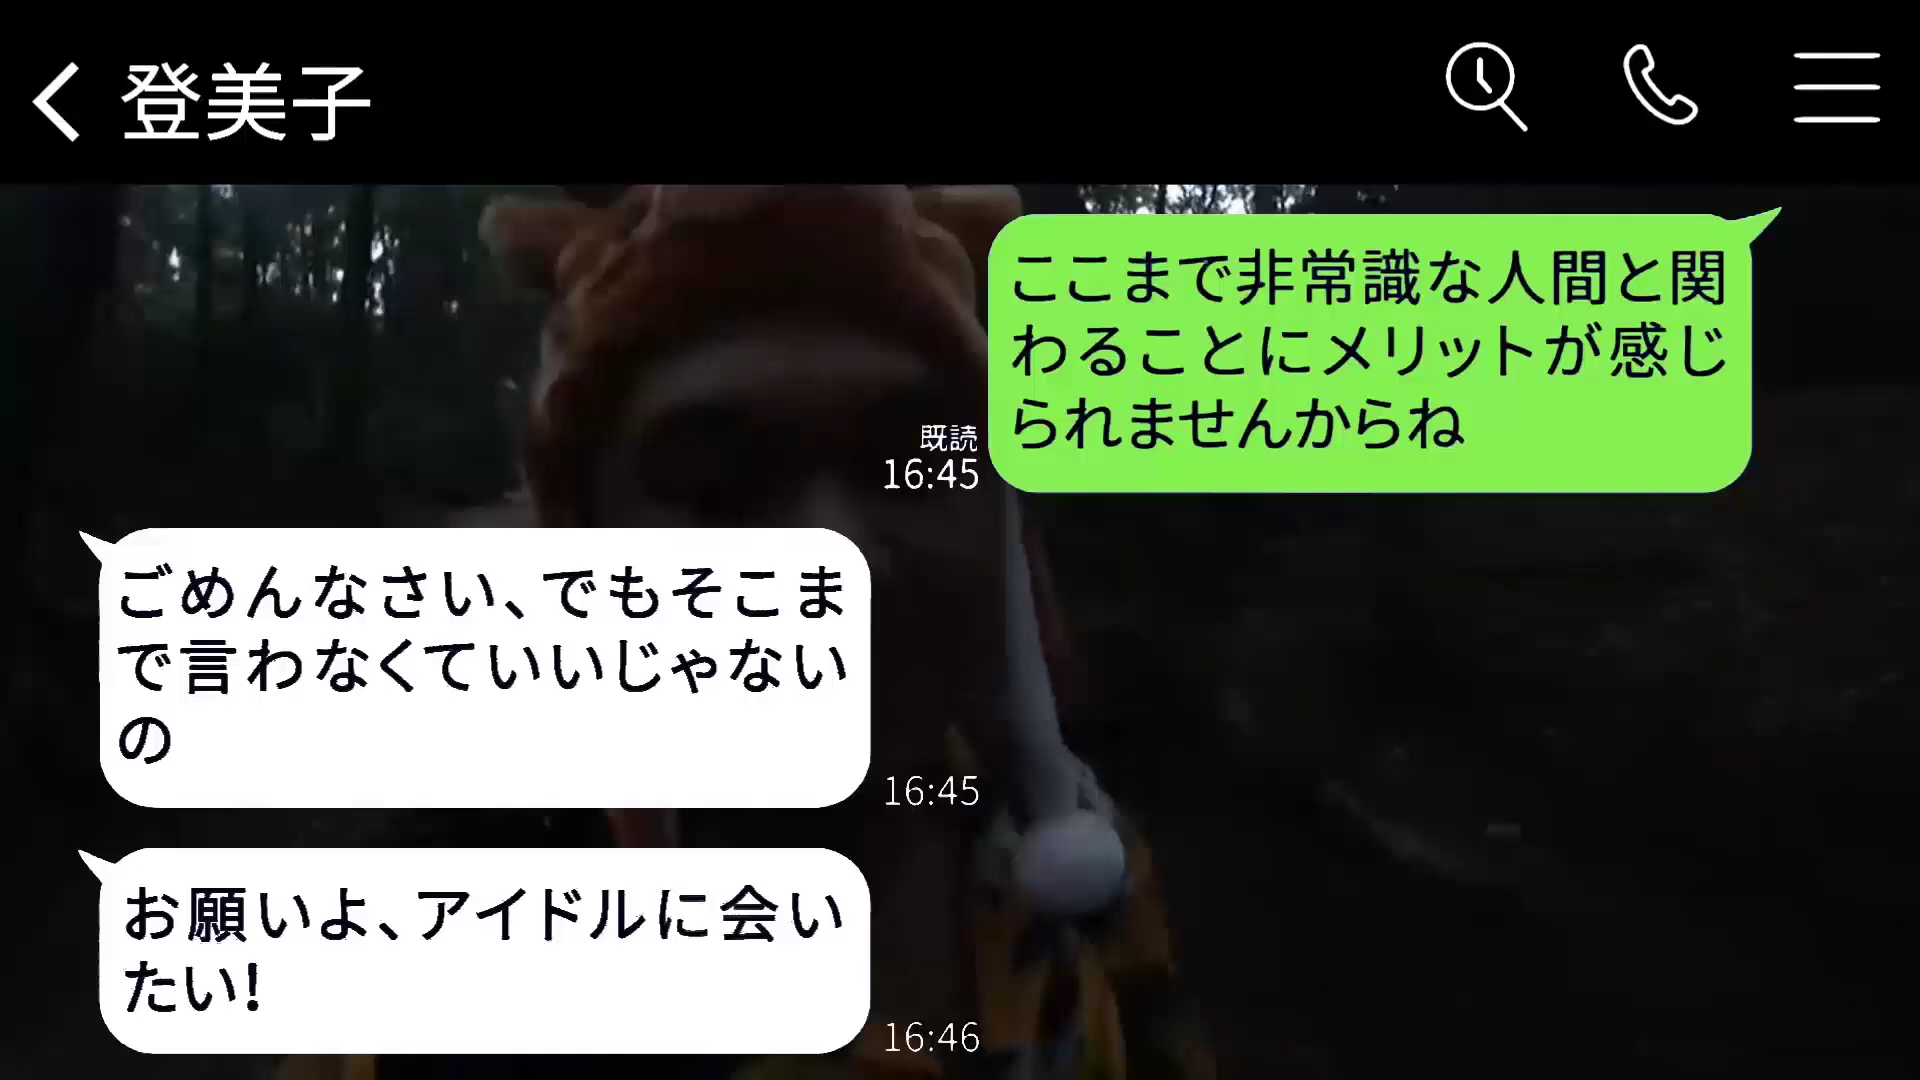 登美子
ここまで非常識な人間と関
わることにメリットが感じ
られませんからね
既読
16:45
ごめんなさい、でもそこま
で言わなくていいじゃない
の
16:45
お願いよ、アイドルに会い
たい!
16:46